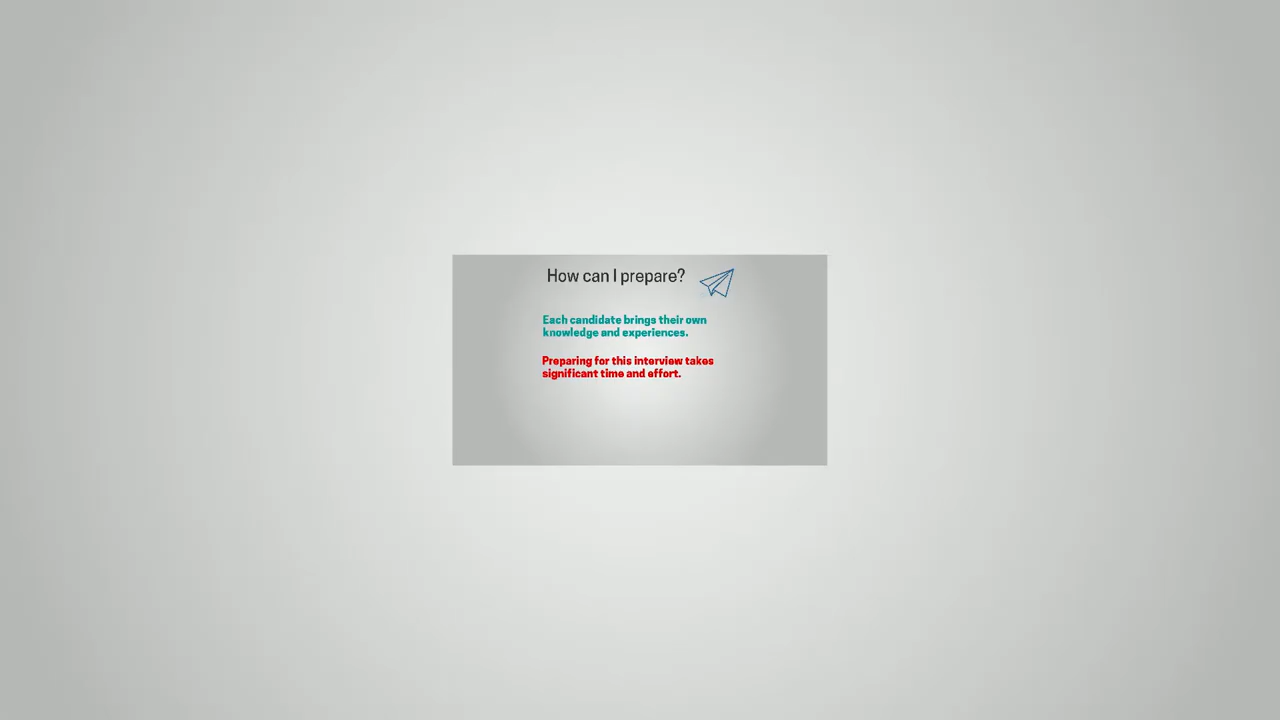 How can I prepare?
Each candidate brings their own
knowledge and experiences.
Preparing for this interview takes
significant time and effort.